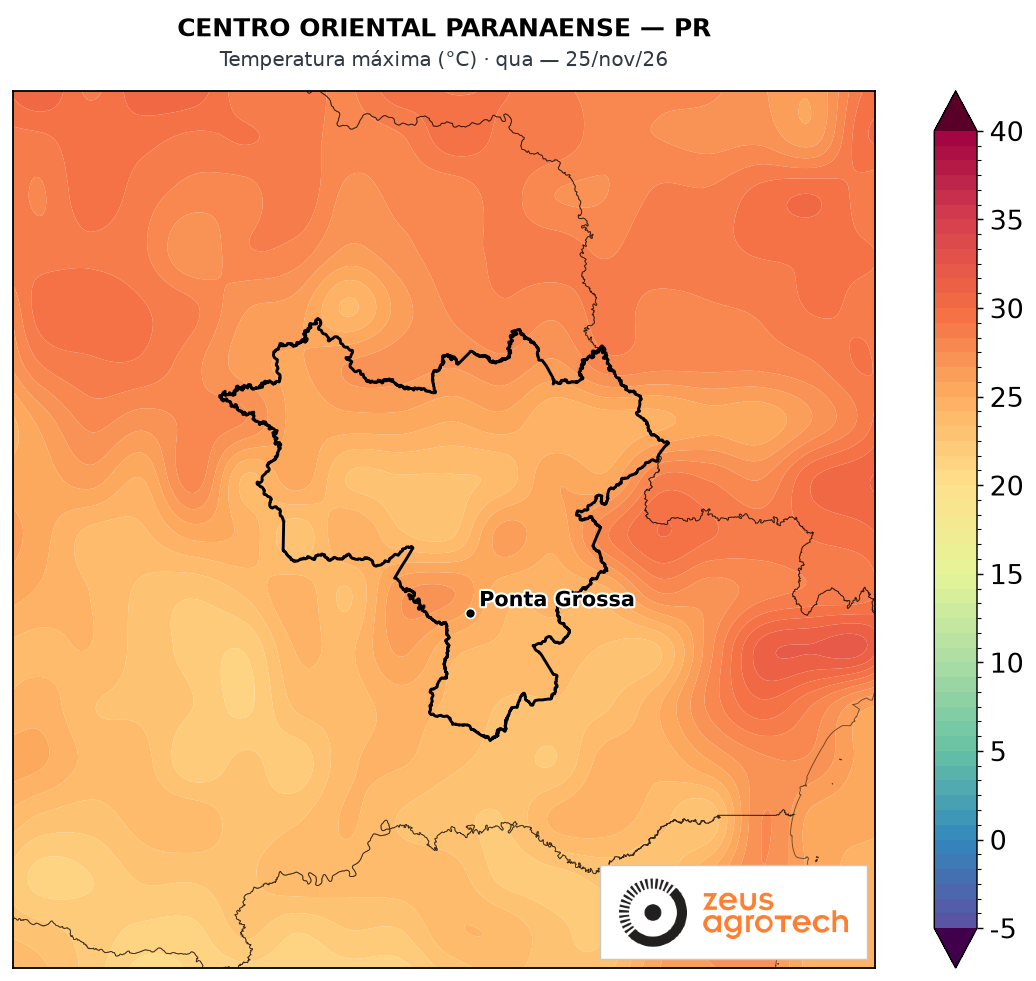 CENTRO ORIENTAL PARANAENSE — PR
Temperatura máxima (°C) · qua — 25/nov/26
40
35
30
25
20
15
10
5
0
-5
Ponta Grossa
zeus
agrotech